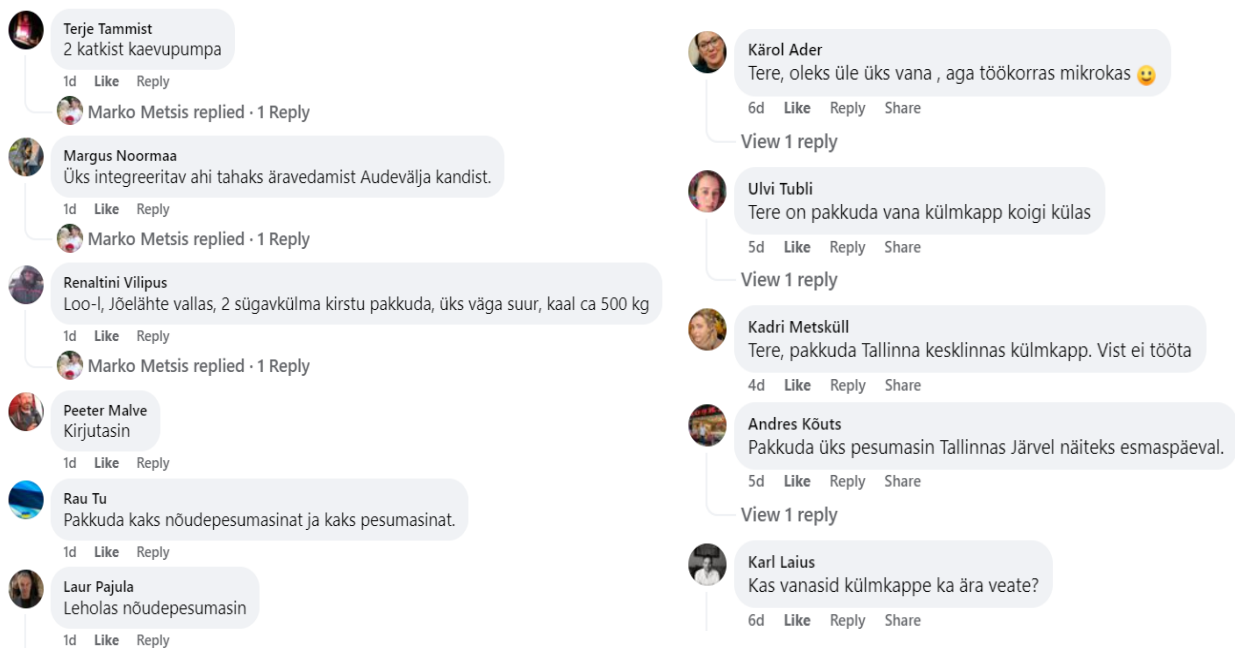 Terje Tammist
2 katkist kaevupumpa
1d Like Reply
Marko Metsis replied · 1 Reply
Margus Noormaa
Üks integreeritav ahi tahaks äravedamist Audevälja kandist.
1d Like Reply
Marko Metsis replied · 1 Reply
Renaltini Vilipus
Loo-l, Jõelähte vallas, 2 sügavkülma kirstu pakkuda, üks väga suur, kaal ca 500 kg
1d Like Reply
Marko Metsis replied · 1 Reply
Peeter Malve
Kirjutasin
1d Like Reply
Rau Tu
Pakkuda kaks nõudepesumasinat ja kaks pesumasinat.
1d Like Reply
Laur Pajula
Leholas nõudepesumasin
1d Like Reply
Kärol Ader
Tere, oleks üle üks vana , aga töökorras mikrokas 🙂
6d Like Reply Share
View 1 reply
Ulvi Tubli
Tere on pakkuda vana külmkapp koigi külas
5d Like Reply Share
View 1 reply
Kadri Metsküll
Tere, pakkuda Tallinna kesklinnas külmkapp. Vist ei tööta
4d Like Reply Share
Andres Kõuts
Pakkuda üks pesumasin Tallinnas Järvel näiteks esmaspäeval.
5d Like Reply Share
View 1 reply
Karl Laius
Kas vanasid külmkappe ka ära veate?
6d Like Reply Share